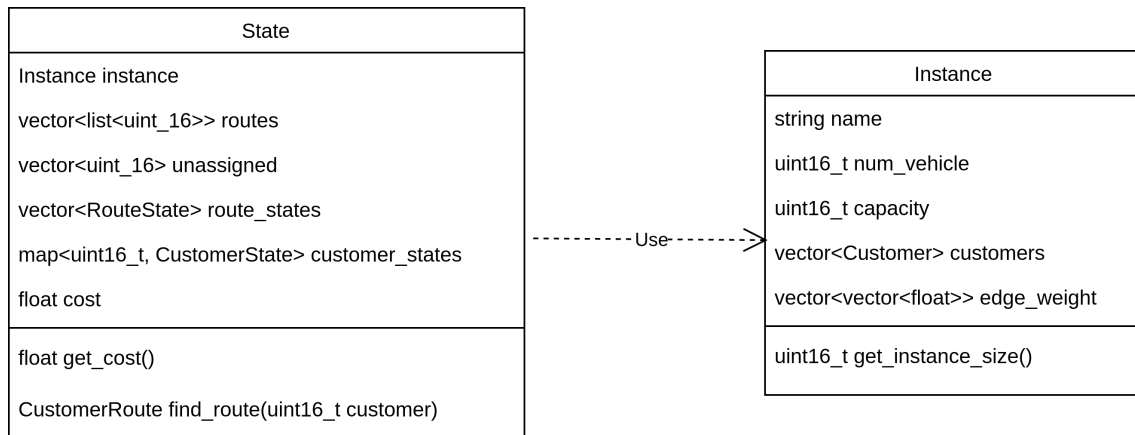 State
Instance instance
vector<list<uint_16>> routes
vector<uint_16> unassigned
vector<RouteState> route_states
map<uint16_t, CustomerState> customer_states
float cost
float get_cost()
CustomerRoute find_route(uint16_t customer)
Use
Instance
string name
uint16_t num_vehicle
uint16_t capacity
vector<Customer> customers
vector<vector<float>> edge_weight
uint16_t get_instance_size()